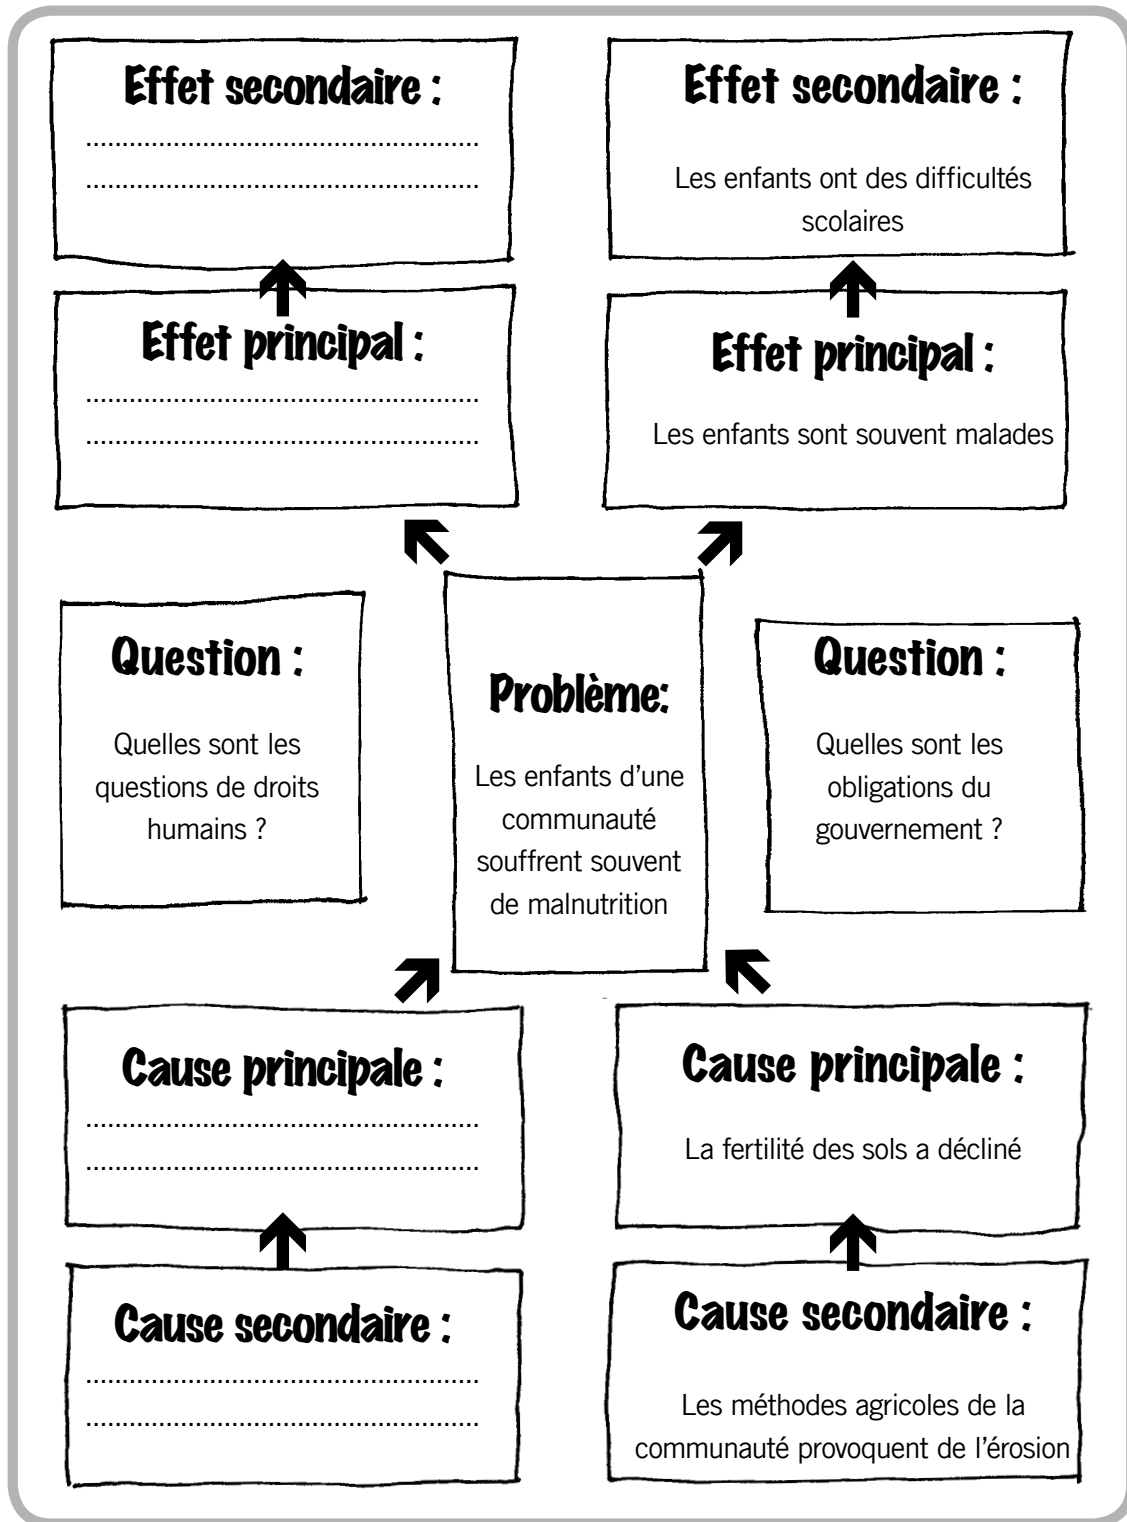 Effet secondaire :
......................................................
......................................................
Effet secondaire :
Les enfants ont des difficultés
scolaires
Effet principal :
......................................................
......................................................
Effet principal :
Les enfants sont souvent malades
Question :
Quelles sont les
questions de droits
humains ?
Problème:
Les enfants d’une
communauté
souffrent souvent
de malnutrition
Question :
Quelles sont les
obligations du
gouvernement ?
Cause principale :
......................................................
......................................................
Cause principale :
La fertilité des sols a décliné
Cause secondaire :
......................................................
......................................................
Cause secondaire :
Les méthodes agricoles de la
communauté provoquent de l’érosion